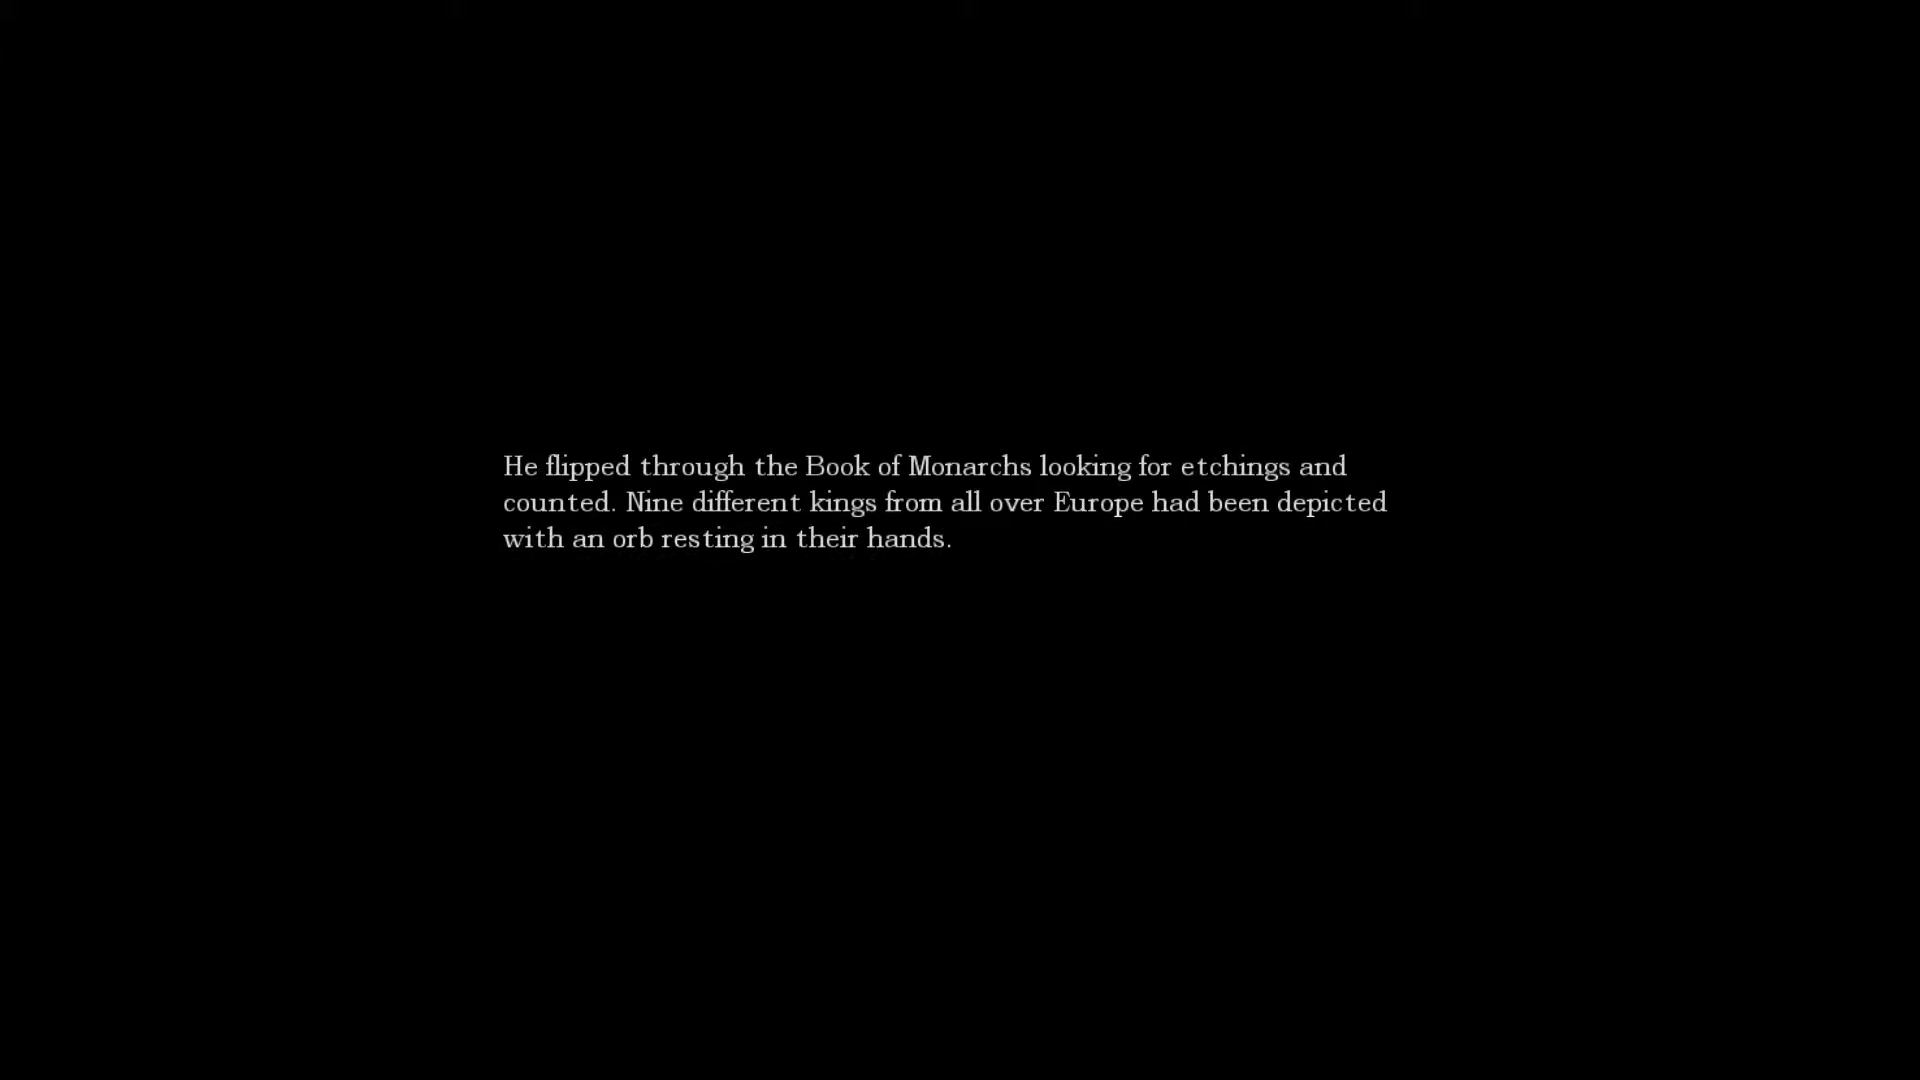 He flipped through the Book of Monarchs looking for etchings and
counted. Nine different kings from all over Europe had been depicted
with an orb resting in their hands.